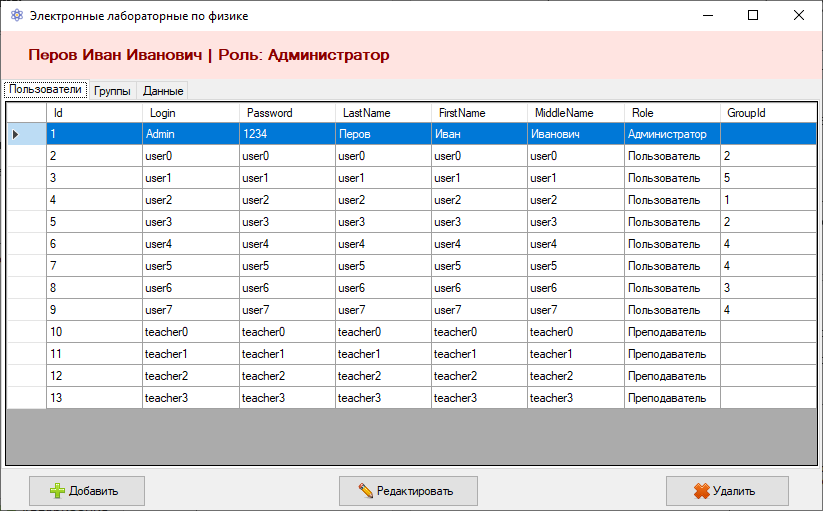 Электронные лабораторные по физике
Перов Иван Иванович | Роль: Администратор
Пользователи Группы Данные
Id Login Password LastName FirstName MiddleName Role GroupId
1 Admin 1234 Перов Иван Иванович Администратор
2 user0 user0 user0 user0 user0 Пользователь 2
3 user1 user1 user1 user1 user1 Пользователь 5
4 user2 user2 user2 user2 user2 Пользователь 1
5 user3 user3 user3 user3 user3 Пользователь 2
6 user4 user4 user4 user4 user4 Пользователь 4
7 user5 user5 user5 user5 user5 Пользователь 4
8 user6 user6 user6 user6 user6 Пользователь 3
9 user7 user7 user7 user7 user7 Пользователь 4
10 teacher0 teacher0 teacher0 teacher0 teacher0 Преподаватель
11 teacher1 teacher1 teacher1 teacher1 teacher1 Преподаватель
12 teacher2 teacher2 teacher2 teacher2 teacher2 Преподаватель
13 teacher3 teacher3 teacher3 teacher3 teacher3 Преподаватель
Добавить Редактировать Удалить